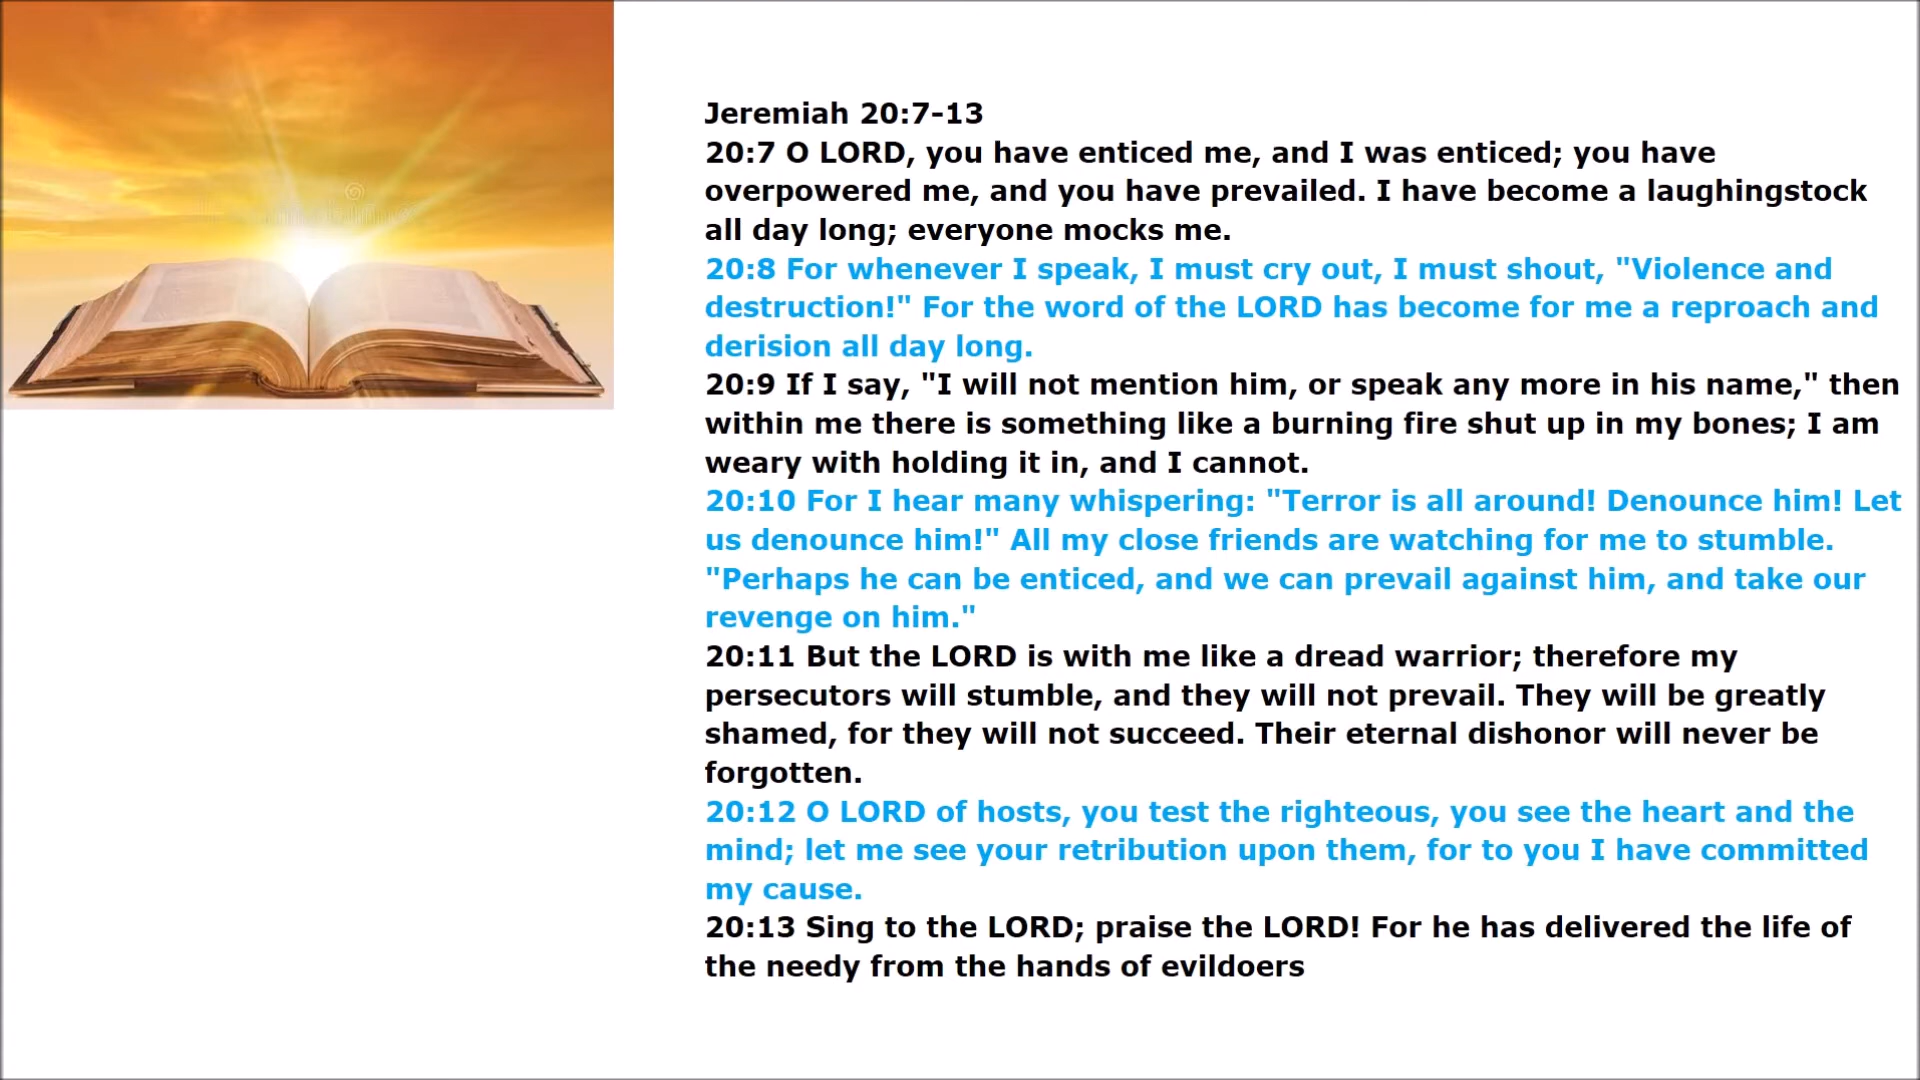 Jeremiah 20:7-13
20:7 O LORD, you have enticed me, and I was enticed; you have
overpowered me, and you have prevailed. I have become a laughingstock
all day long; everyone mocks me.
20:8 For whenever I speak, I must cry out, I must shout, "Violence and
destruction!" For the word of the LORD has become for me a reproach and
derision all day long.
20:9 If I say, "I will not mention him, or speak any more in his name," then
within me there is something like a burning fire shut up in my bones; I am
weary with holding it in, and I cannot.
20:10 For I hear many whispering: "Terror is all around! Denounce him! Let
us denounce him!" All my close friends are watching for me to stumble.
"Perhaps he can be enticed, and we can prevail against him, and take our
revenge on him."
20:11 But the LORD is with me like a dread warrior; therefore my
persecutors will stumble, and they will not prevail. They will be greatly
shamed, for they will not succeed. Their eternal dishonor will never be
forgotten.
20:12 O LORD of hosts, you test the righteous, you see the heart and the
mind; let me see your retribution upon them, for to you I have committed
my cause.
20:13 Sing to the LORD; praise the LORD! For he has delivered the life of
the needy from the hands of evildoers